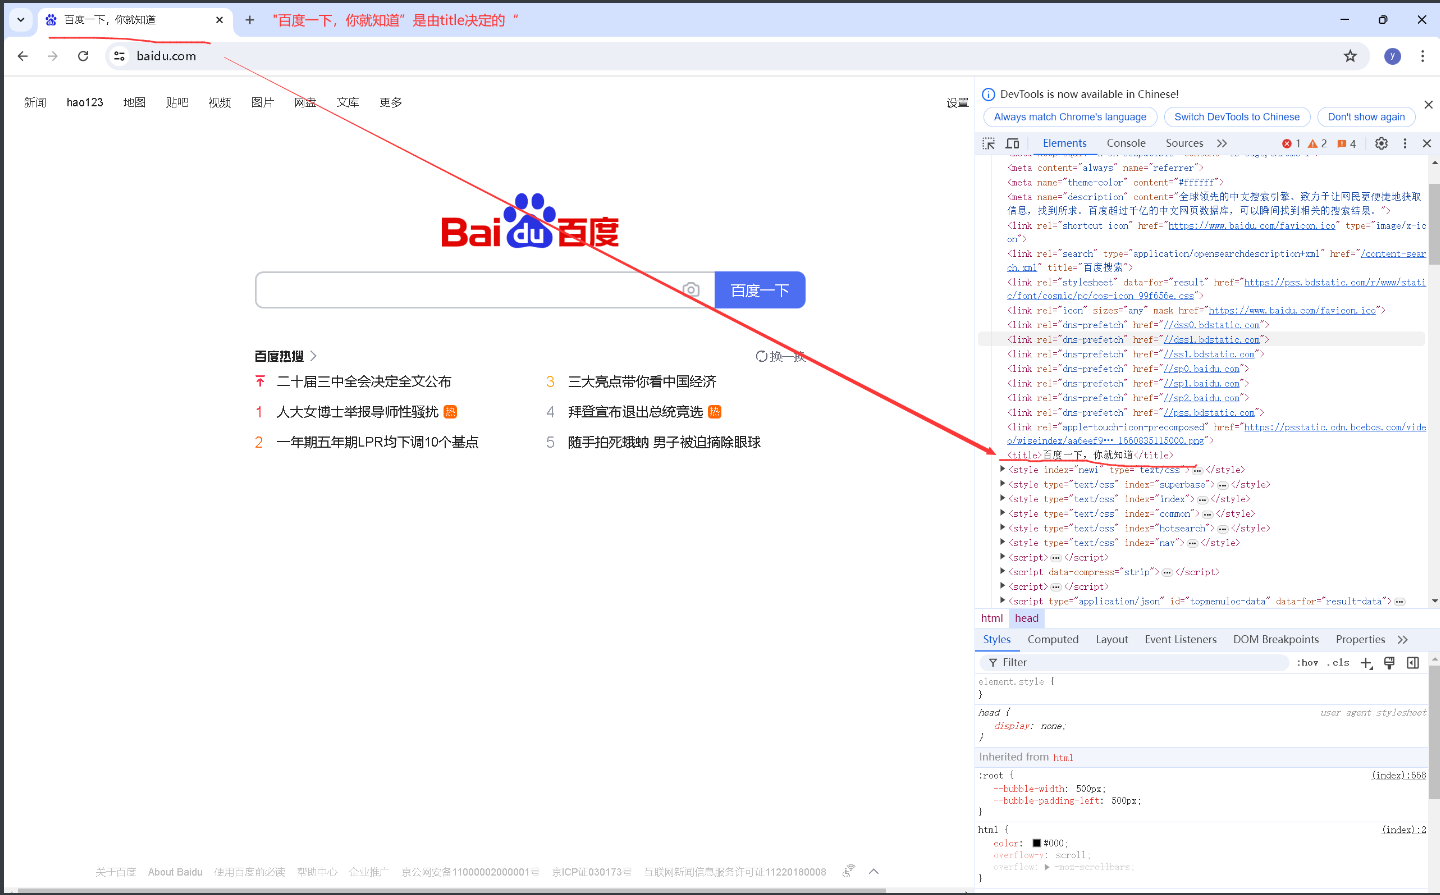 百度一下，你就知道
"百度一下，你就知道”是由title决定的“
baidu.com
y
新闻 hao123 地图 贴吧 视频 图片 网盘 文库 更多
设置
Bai du 百度
百度一下
百度热搜
换一换
二十届三中全会决定全文公布
1 人大女博士举报导师性骚扰 热
2 一年期五年期LPR均下调10个基点
3 三大亮点带你看中国经济
4 拜登宣布退出总统竞选 热
5 随手拍死蛾蚋 男子被迫摘除眼球
关于百度 About Baidu 使用百度前必读 帮助中心 企业推广 京公网安备11000002000001号 京ICP证030173号 互联网新闻信息服务许可证11220180008
DevTools is now available in Chinese!
Always match Chrome's language Switch DevTools to Chinese Don't show again
Elements Console Sources 1 2 4
<meta content="always" name="referrer">
<meta name="theme-color" content="#ffffff">
<meta name="description" content="全球领先的中文搜索引擎、致力于让网民更便捷地获取
信息，找到所求。百度超过千亿的中文网页数据库，可以瞬间找到相关的搜索结果。">
<link rel="shortcut icon" href="https://www.baidu.com/favicon.ico" type="image/x-ic
on">
<link rel="search" type="application/opensearchdescription+xml" href="/content-sear
ch.xml" title="百度搜索">
<link rel="stylesheet" data-for="result" href="https://pss.bdstatic.com/r/www/stati
c/font/cosmic/pc/cos-icon_99f656e.css">
<link rel="icon" sizes="any" mask href="https://www.baidu.com/favicon.ico">
<link rel="dns-prefetch" href="//dss0.bdstatic.com">
<link rel="dns-prefetch" href="//dss1.bdstatic.com">
<link rel="dns-prefetch" href="//ss1.bdstatic.com">
<link rel="dns-prefetch" href="//sp0.baidu.com">
<link rel="dns-prefetch" href="//sp1.baidu.com">
<link rel="dns-prefetch" href="//sp2.baidu.com">
<link rel="dns-prefetch" href="//pss.bdstatic.com">
<link rel="apple-touch-icon-precomposed" href="https://psstatic.cdn.bcebos.com/vide
o/wiseindex/aa6eef9… 1660835115000.png">
<title>百度一下，你就知道</title>
<style index="newi" type="text/css">…</style>
<style type="text/css" index="superbase">…</style>
<style type="text/css" index="index">…</style>
<style type="text/css" index="common">…</style>
<style type="text/css" index="hotsearch">…</style>
<style type="text/css" index="nav">…</style>
<script>…</script>
<script data-compress="strip">…</script>
<script>…</script>
<script type="application/json" id="topmenuloc-data" data-for="result-data">…
html head
Styles Computed Layout Event Listeners DOM Breakpoints Properties
Filter :hov .cls
element.style {
}
head { user agent stylesheet
display: none;
}
Inherited from html
:root { (index):556
--bubble-width: 500px;
--bubble-padding-left: 500px;
}
html { (index):2
color: #000;
overflow-y: scroll;
overflow: -moz-scrollbars
}